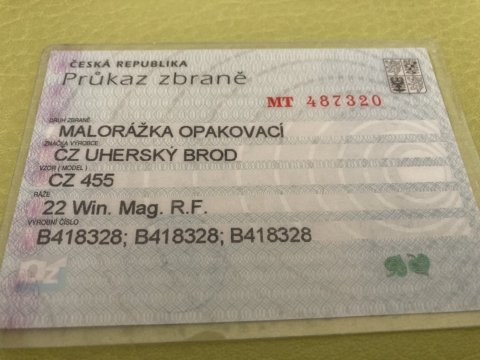 ČESKÁ REPUBLIKA
Průkaz zbraně
MT 487320
DRUH ZBRANĚ
MALORÁŽKA OPAKOVACÍ
ZNAČKA VÝROBCE
ČZ UHERSKÝ BROD
VZOR ( MODEL )
CZ 455
RÁŽE
22 Win. Mag. R.F.
VÝROBNÍ ČÍSLO
B418328; B418328; B418328